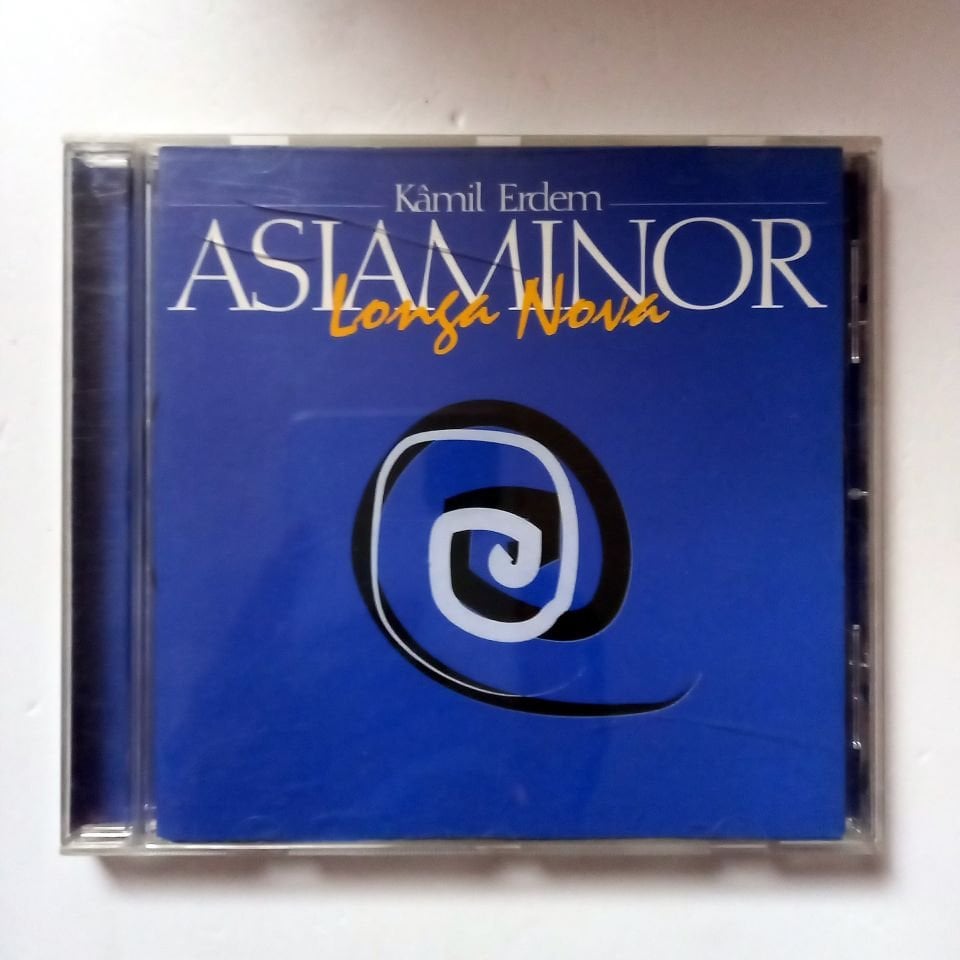 Kâmil Erdem
ASIAMINOR
Longa Nova